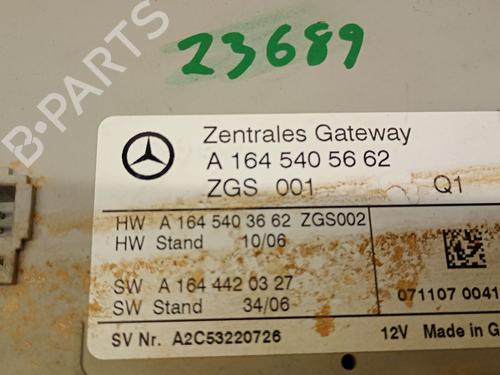 23689
B-PARTS
Zentrales Gateway
A 164 540 56 62
ZGS 001 Q1
HW A 164 540 36 62 ZGS002
HW Stand 10/06
SW A 164 442 03 27
SW Stand 34/06
071107 0041
SV Nr. A2C53220726
12V Made in G